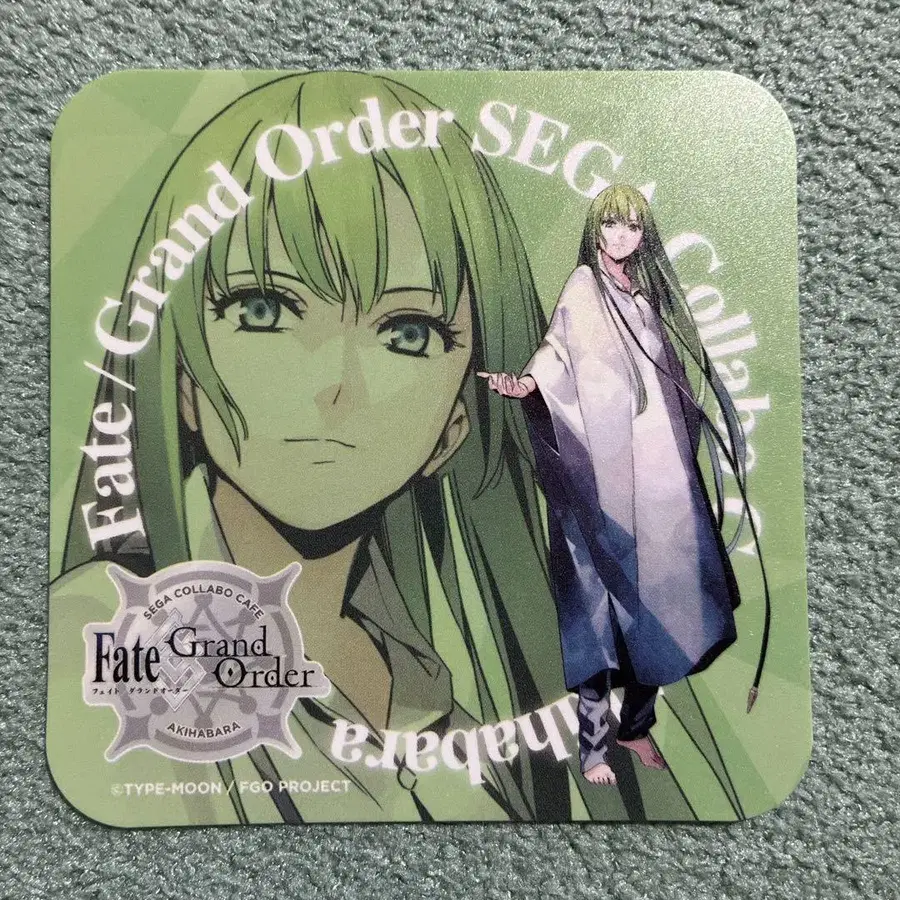 Fate / Grand Order SEGA Collabo C
kihabara
SEGA COLLABO CAFE
Fate Grand Order
フェイト グランドオーダー
AKIHABARA
©TYPE-MOON / FGO PROJECT